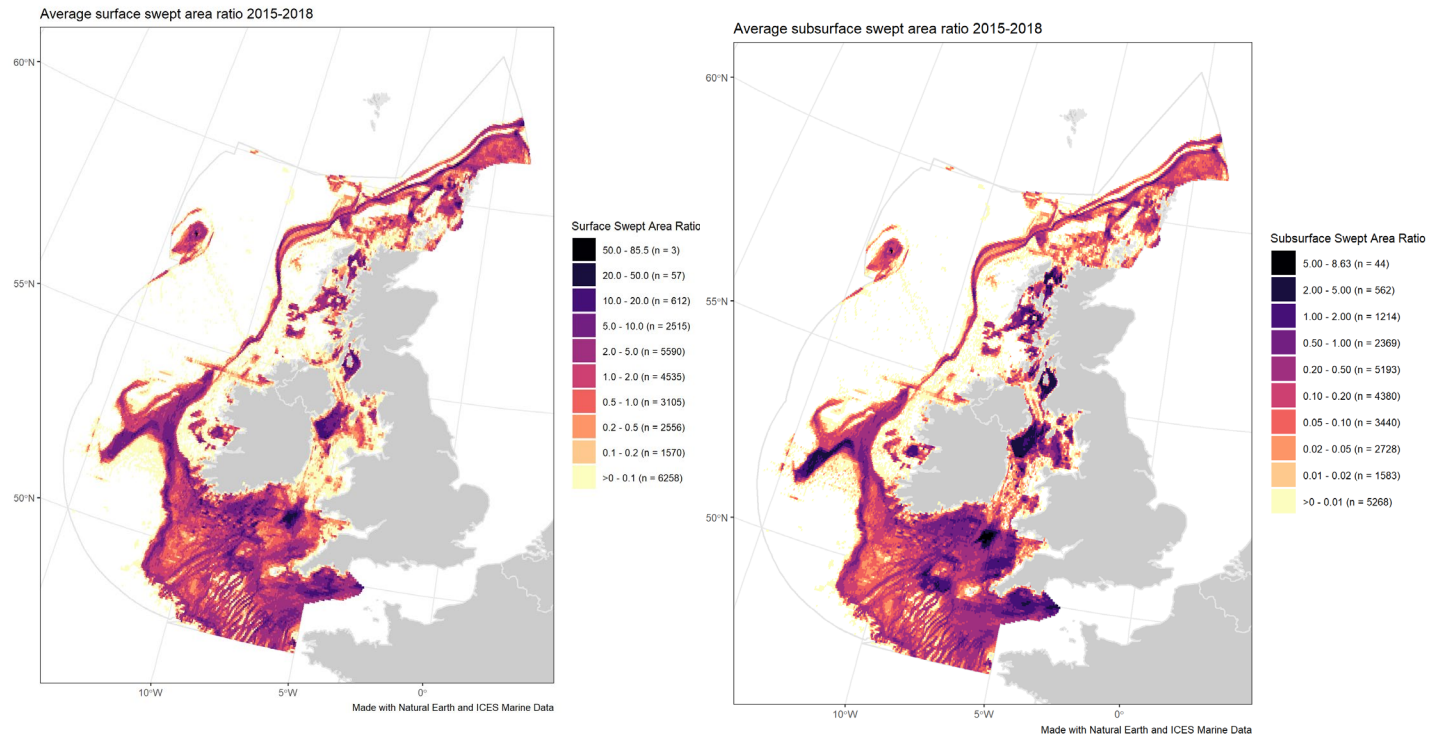 Average surface swept area ratio 2015-2018
60°N
55°N
50°N
10°W
5°W
0°
Made with Natural Earth and ICES Marine Data
Surface Swept Area Ratio
50.0 - 85.5 (n = 3)
20.0 - 50.0 (n = 57)
10.0 - 20.0 (n = 612)
5.0 - 10.0 (n = 2515)
2.0 - 5.0 (n = 5590)
1.0 - 2.0 (n = 4535)
0.5 - 1.0 (n = 3105)
0.2 - 0.5 (n = 2556)
0.1 - 0.2 (n = 1570)
>0 - 0.1 (n = 6258)
Average subsurface swept area ratio 2015-2018
60°N
55°N
50°N
10°W
5°W
0°
Made with Natural Earth and ICES Marine Data
Subsurface Swept Area Ratio
5.00 - 8.63 (n = 44)
2.00 - 5.00 (n = 562)
1.00 - 2.00 (n = 1214)
0.50 - 1.00 (n = 2369)
0.20 - 0.50 (n = 5193)
0.10 - 0.20 (n = 4380)
0.05 - 0.10 (n = 3440)
0.02 - 0.05 (n = 2728)
0.01 - 0.02 (n = 1583)
>0 - 0.01 (n = 5268)